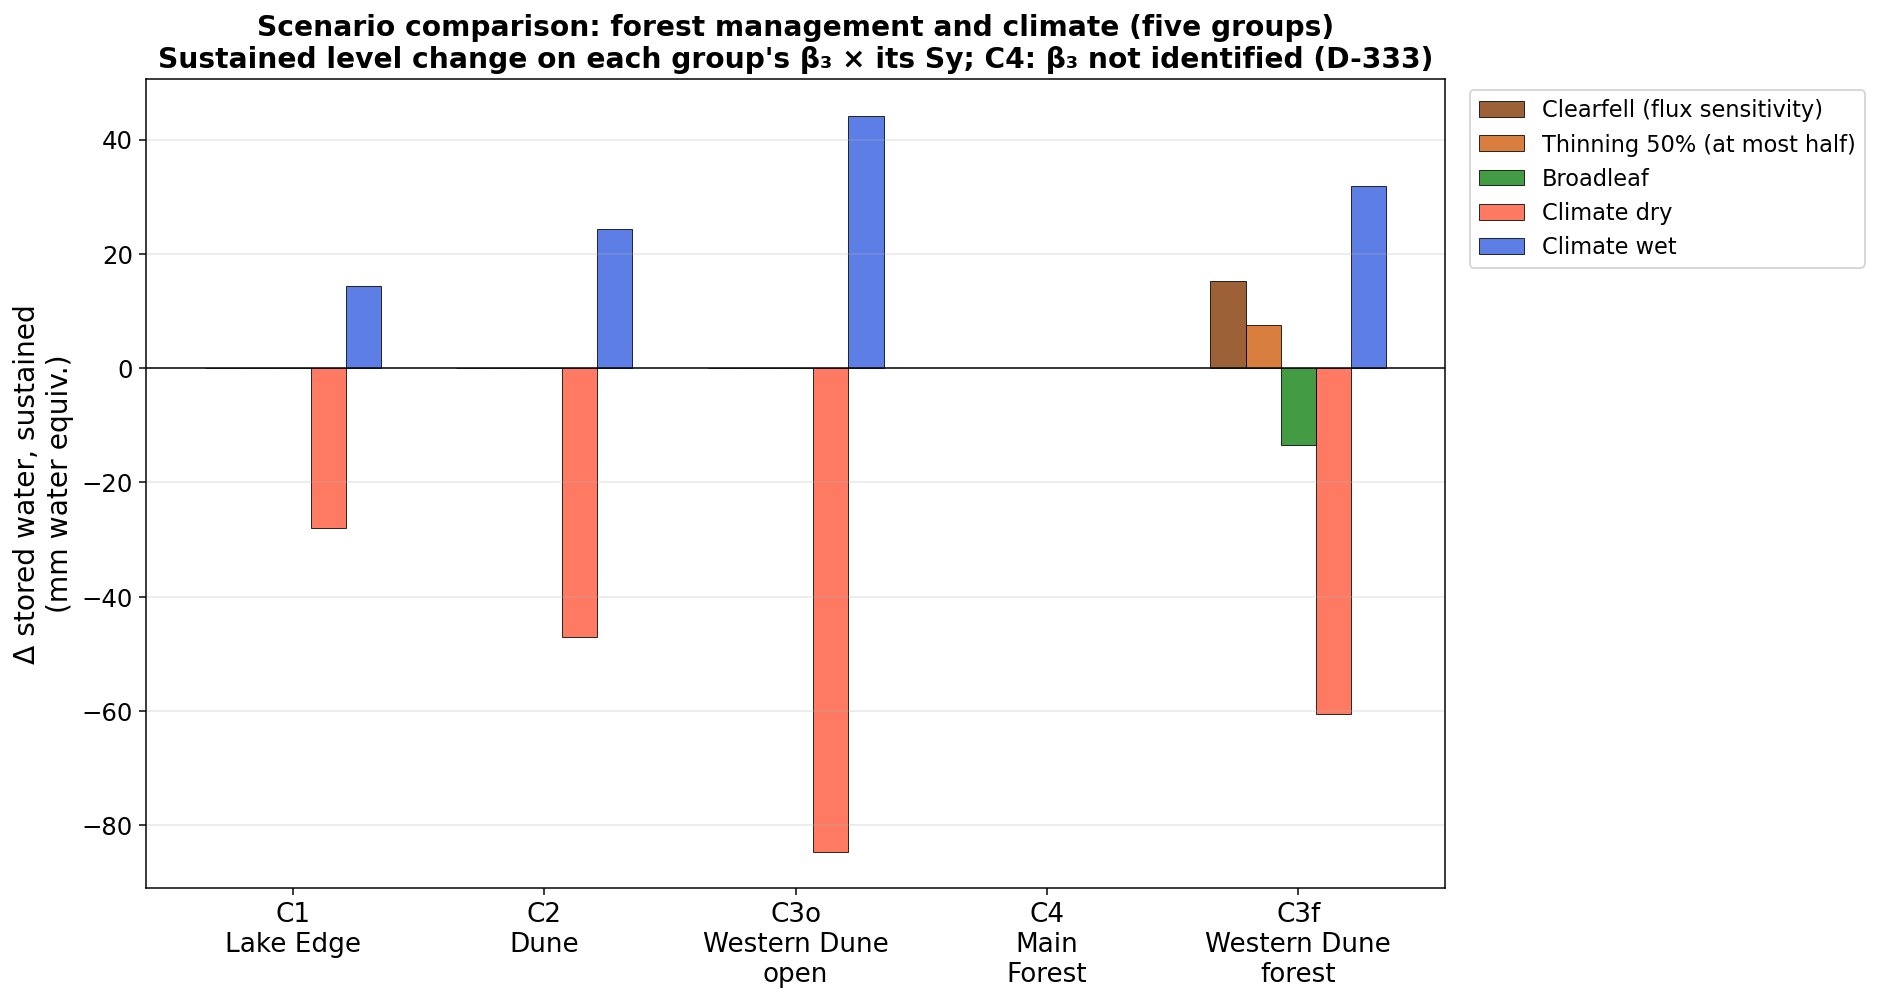 Scenario comparison: forest management and climate (five groups)
Sustained level change on each group's β₃ × its Sy; C4: β₃ not identified (D-333)
Clearfell (flux sensitivity)
Thinning 50% (at most half)
Broadleaf
Climate dry
Climate wet
Δ stored water, sustained
(mm water equiv.)
40
20
0
−20
−40
−60
−80
C1
Lake Edge
C2
Dune
C3o
Western Dune
open
C4
Main
Forest
C3f
Western Dune
forest